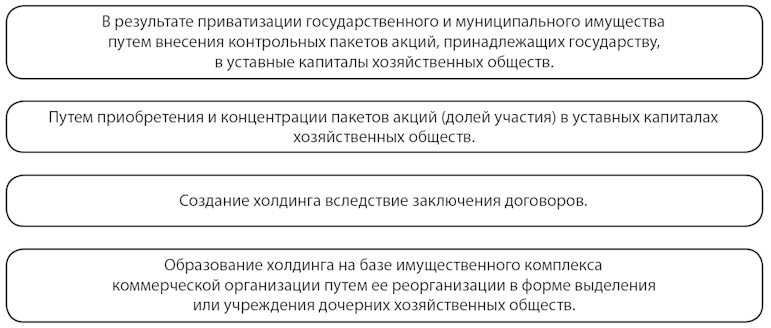 В результате приватизации государственного и муниципального имущества
путем внесения контрольных пакетов акций, принадлежащих государству,
в уставные капиталы хозяйственных обществ.
Путем приобретения и концентрации пакетов акций (долей участия) в уставных капиталах
хозяйственных обществ.
Создание холдинга вследствие заключения договоров.
Образование холдинга на базе имущественного комплекса
коммерческой организации путем ее реорганизации в форме выделения
или учреждения дочерних хозяйственных обществ.